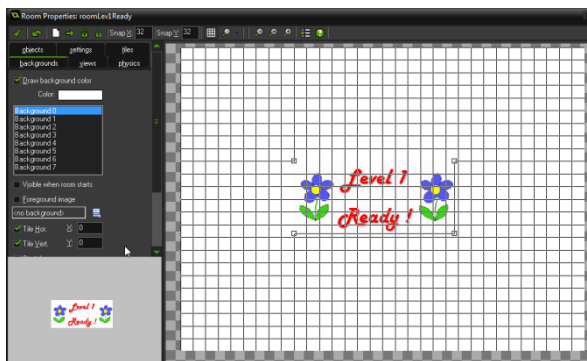 Room Properties: roomLev1Ready
Snap X: 32 Snap Y: 32
objects settings tiles
backgrounds views physics
Draw background color
Color:
Background 0
Background 1
Background 2
Background 3
Background 4
Background 5
Background 6
Background 7
Visible when room starts
Foreground image
<no background>
Tile Hor. X: 0
Tile Vert. Y: 0
Level 1
Ready !
Level 1
Ready !